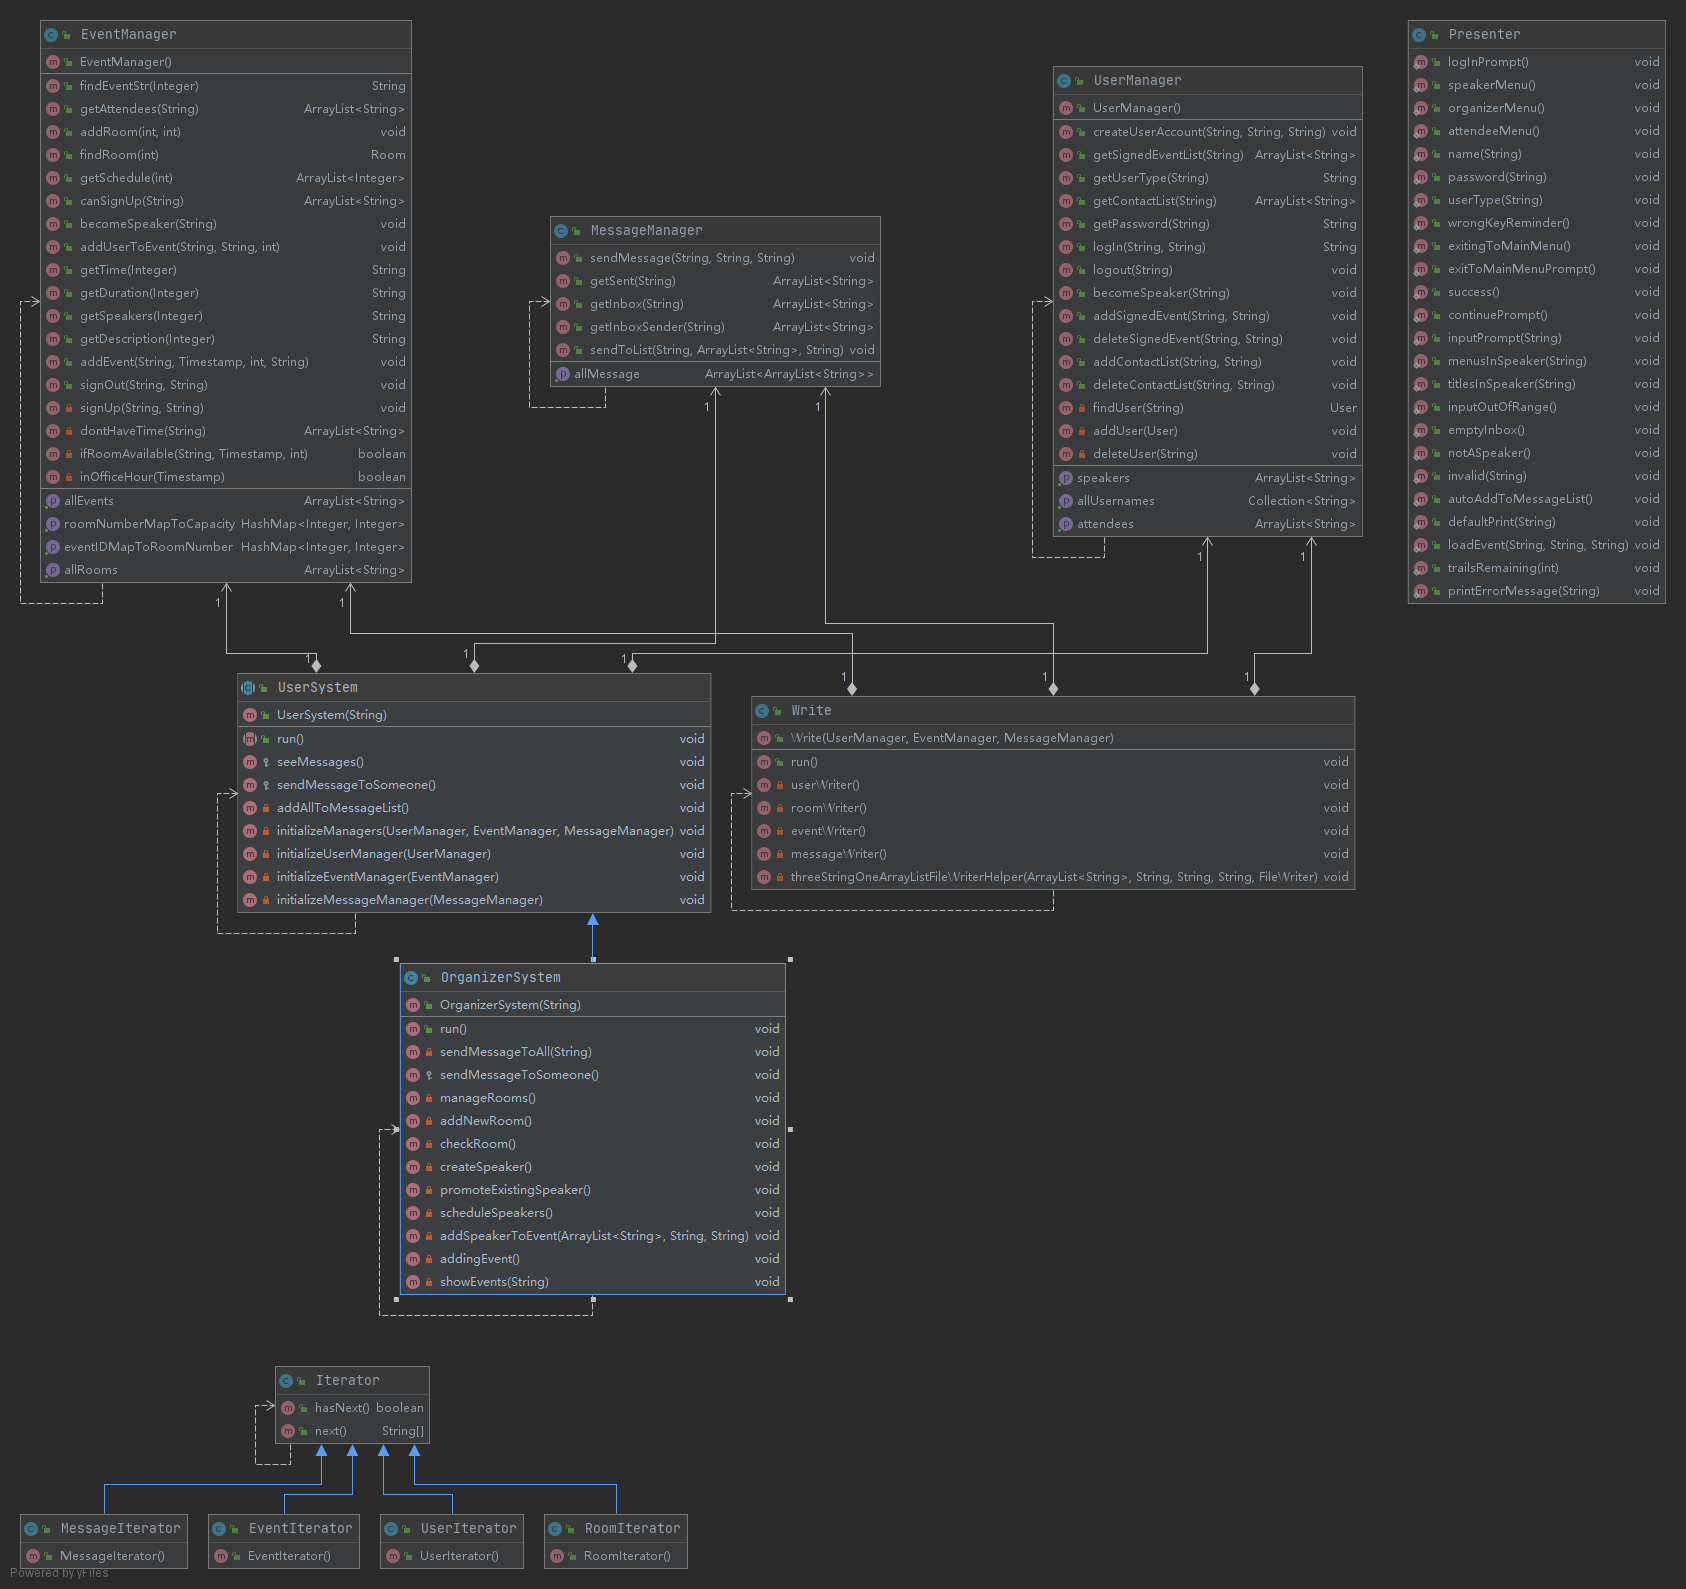 EventManager
EventManager()
findEventStr(Integer) String
getAttendees(String) ArrayList<String>
addRoom(int, int) void
findRoom(int) Room
getSchedule(int) ArrayList<Integer>
canSignUp(String) ArrayList<String>
becomeSpeaker(String) void
addUserToEvent(String, String, int) void
getTime(Integer) String
getDuration(Integer) String
getSpeakers(Integer) String
getDescription(Integer) String
addEvent(String, Timestamp, int, String) void
signOut(String, String) void
signUp(String, String) void
dontHaveTime(String) ArrayList<String>
ifRoomAvailable(String, Timestamp, int) boolean
inOfficeHour(Timestamp) boolean
allEvents ArrayList<String>
roomNumberMapToCapacity HashMap<Integer, Integer>
eventIDMapToRoomNumber HashMap<Integer, Integer>
allRooms ArrayList<String>
MessageManager
sendMessage(String, String, String) void
getSent(String) ArrayList<String>
getInbox(String) ArrayList<String>
getInboxSender(String) ArrayList<String>
sendToList(String, ArrayList<String>, String) void
allMessage ArrayList<ArrayList<String>>
UserManager
UserManager()
createUserAccount(String, String, String) void
getSignedEventList(String) ArrayList<String>
getUserType(String) String
getContactList(String) ArrayList<String>
getPassword(String) String
logIn(String, String) String
logout(String) void
becomeSpeaker(String) void
addSignedEvent(String, String) void
deleteSignedEvent(String, String) void
addContactList(String, String) void
deleteContactList(String, String) void
findUser(String) User
addUser(User) void
deleteUser(String) void
speakers ArrayList<String>
allUsernames Collection<String>
attendees ArrayList<String>
Presenter
logInPrompt() void
speakerMenu() void
organizerMenu() void
attendeeMenu() void
name(String) void
password(String) void
userType(String) void
wrongKeyReminder() void
exitingToMainMenu() void
exitToMainMenuPrompt() void
success() void
continuePrompt() void
inputPrompt(String) void
menusInSpeaker(String) void
titlesInSpeaker(String) void
inputOutOfRange() void
emptyInbox() void
notASpeaker() void
invalid(String) void
autoAddToMessageList() void
defaultPrint(String) void
loadEvent(String, String, String) void
trailsRemaining(int) void
printErrorMessage(String) void
1 1 1 1 1 1
1 1 1 1 1 1
UserSystem
UserSystem(String)
run() void
seeMessages() void
sendMessageToSomeone() void
addAllToMessageList() void
initializeManagers(UserManager, EventManager, MessageManager) void
initializeUserManager(UserManager) void
initializeEventManager(EventManager) void
initializeMessageManager(MessageManager) void
Write
Write(UserManager, EventManager, MessageManager)
run() void
userWriter() void
roomWriter() void
eventWriter() void
messageWriter() void
threeStringOneArrayListFileWriterHelper(ArrayList<String>, String, String, String, FileWriter) void
OrganizerSystem
OrganizerSystem(String)
run() void
sendMessageToAll(String) void
sendMessageToSomeone() void
manageRooms() void
addNewRoom() void
checkRoom() void
createSpeaker() void
promoteExistingSpeaker() void
scheduleSpeakers() void
addSpeakerToEvent(ArrayList<String>, String, String) void
addingEvent() void
showEvents(String) void
Iterator
hasNext() boolean
next() String[]
MessageIterator
MessageIterator()
EventIterator
EventIterator()
UserIterator
UserIterator()
RoomIterator
RoomIterator()
Powered by yFiles